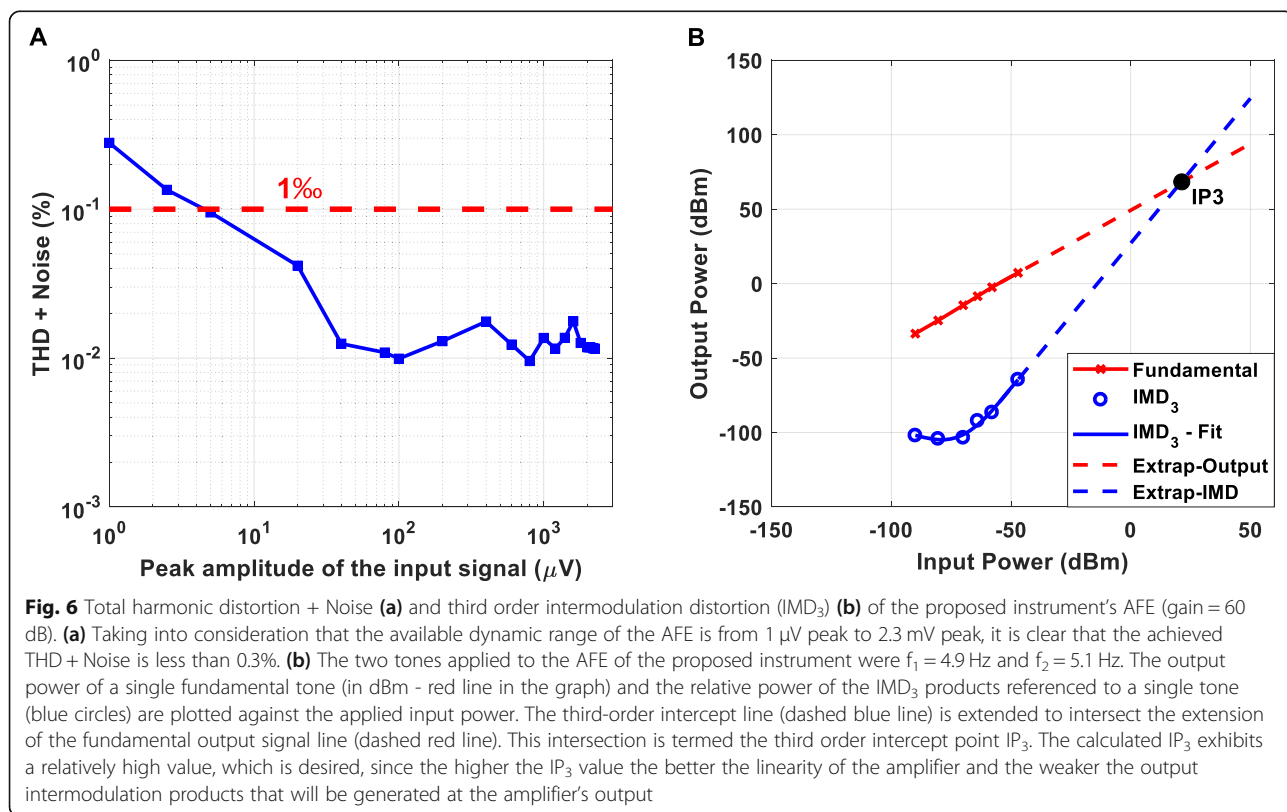 A
10^0
10^-1
10^-2
10^-3
THD + Noise (%)
1‰
10^0
10^1
10^2
10^3
Peak amplitude of the input signal (μV)
B
150
100
50
0
-50
-100
-150
Output Power (dBm)
IP3
Fundamental
IMD_3
IMD_3 - Fit
Extrap-Output
Extrap-IMD
-150
-100
-50
0
50
Input Power (dBm)
Fig. 6 Total harmonic distortion + Noise (a) and third order intermodulation distortion (IMD3) (b) of the proposed instrument's AFE (gain = 60
dB). (a) Taking into consideration that the available dynamic range of the AFE is from 1 μV peak to 2.3 mV peak, it is clear that the achieved
THD + Noise is less than 0.3%. (b) The two tones applied to the AFE of the proposed instrument were f1 = 4.9 Hz and f2 = 5.1 Hz. The output
power of a single fundamental tone (in dBm - red line in the graph) and the relative power of the IMD3 products referenced to a single tone
(blue circles) are plotted against the applied input power. The third-order intercept line (dashed blue line) is extended to intersect the extension
of the fundamental output signal line (dashed red line). This intersection is termed the third order intercept point IP3. The calculated IP3 exhibits
a relatively high value, which is desired, since the higher the IP3 value the better the linearity of the amplifier and the weaker the output
intermodulation products that will be generated at the amplifier's output